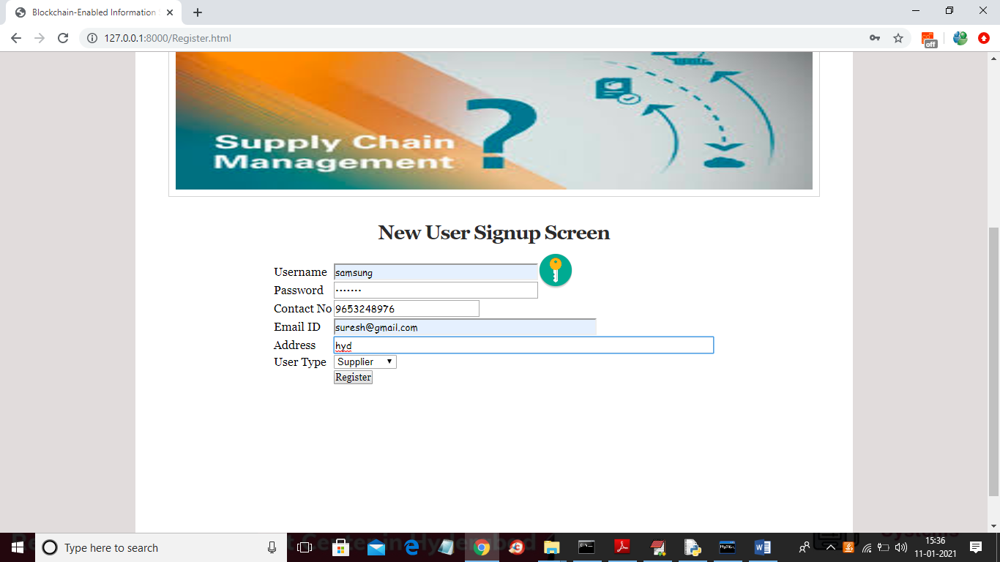 Blockchain-Enabled Information
127.0.0.1:8000/Register.html
off
Supply Chain
Management
?
New User Signup Screen
Username samsung
Password •••••••
Contact No 9653248976
Email ID suresh@gmail.com
Address hyd
User Type Supplier
Register
Type here to search
MySQL
15:36
11-01-2021